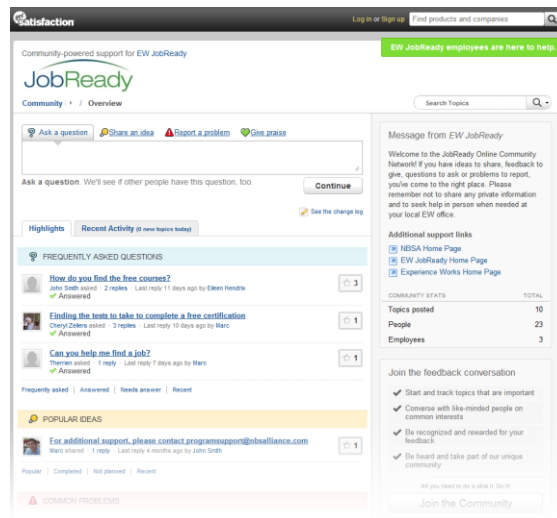 Get satisfaction
Log in or Sign up
Find products and companies
EW JobReady employees are here to help.
Community-powered support for EW JobReady
JobReady
Community / Overview
Search Topics
Ask a question
Share an idea
Report a problem
Give praise
Ask a question. We'll see if other people have this question, too.
Continue
See the change log
Highlights
Recent Activity (0 new topics today)
FREQUENTLY ASKED QUESTIONS
How do you find the free courses?
3
John Smith asked · 2 replies · Last reply 11 days ago by Eileen Hendrix
Answered
Finding the tests to take to complete a free certification
1
Cheryl Zellers asked · 3 replies · Last reply 10 days ago by Marc
Answered
Can you help me find a job?
1
Therrien asked · 1 reply · Last reply 7 days ago by Marc
Answered
Frequently asked | Answered | Needs answer | Recent
POPULAR IDEAS
For additional support, please contact programsupport@nbsalliance.com
1
Marc shared · 1 reply · Last reply 4 months ago by John Smith
Popular | Completed | Not planned | Recent
COMMON PROBLEMS
Message from EW JobReady
Welcome to the JobReady Online Community
Network! If you have ideas to share, feedback to
give, questions to ask or problems to report,
you've come to the right place. Please
remember not to share any private information
and to seek help in person when needed at
your local EW office.
Additional support links
NBSA Home Page
EW JobReady Home Page
Experience Works Home Page
COMMUNITY STATS TOTAL
Topics posted 10
People 23
Employees 3
Join the feedback conversation
Start and track topics that are important
Converse with like-minded people on
common interests
Be recognized and rewarded for your
feedback
Be heard and take part of our unique
community
All you need to do is click it. Do it!
Join the Community